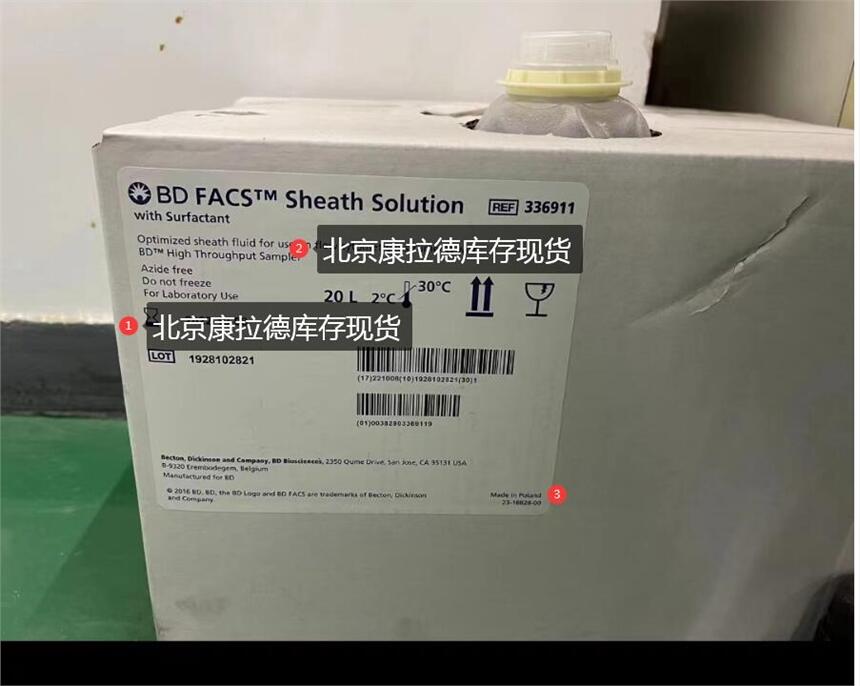 BD FACS™ Sheath Solution
REF 336911
with Surfactant
Optimized sheath fluid for use
BD™ High Throughput Sampler
2 北京康拉德库存现货
Azide free
Do not freeze
For Laboratory Use
20 L 2°C 30°C
1 北京康拉德库存现货
LOT 1928102821
(17)221008(10)1928102821(30)1
(01)00382903369119
Becton, Dickinson and Company, BD Biosciences, 2350 Qume Drive, San Jose, CA 95131 USA
B-9320 Erembodegem, Belgium
Manufactured for BD
© 2016 BD. BD, the BD Logo and BD FACS are trademarks of Becton, Dickinson
and Company.
Made in Poland
23-18828-00
3